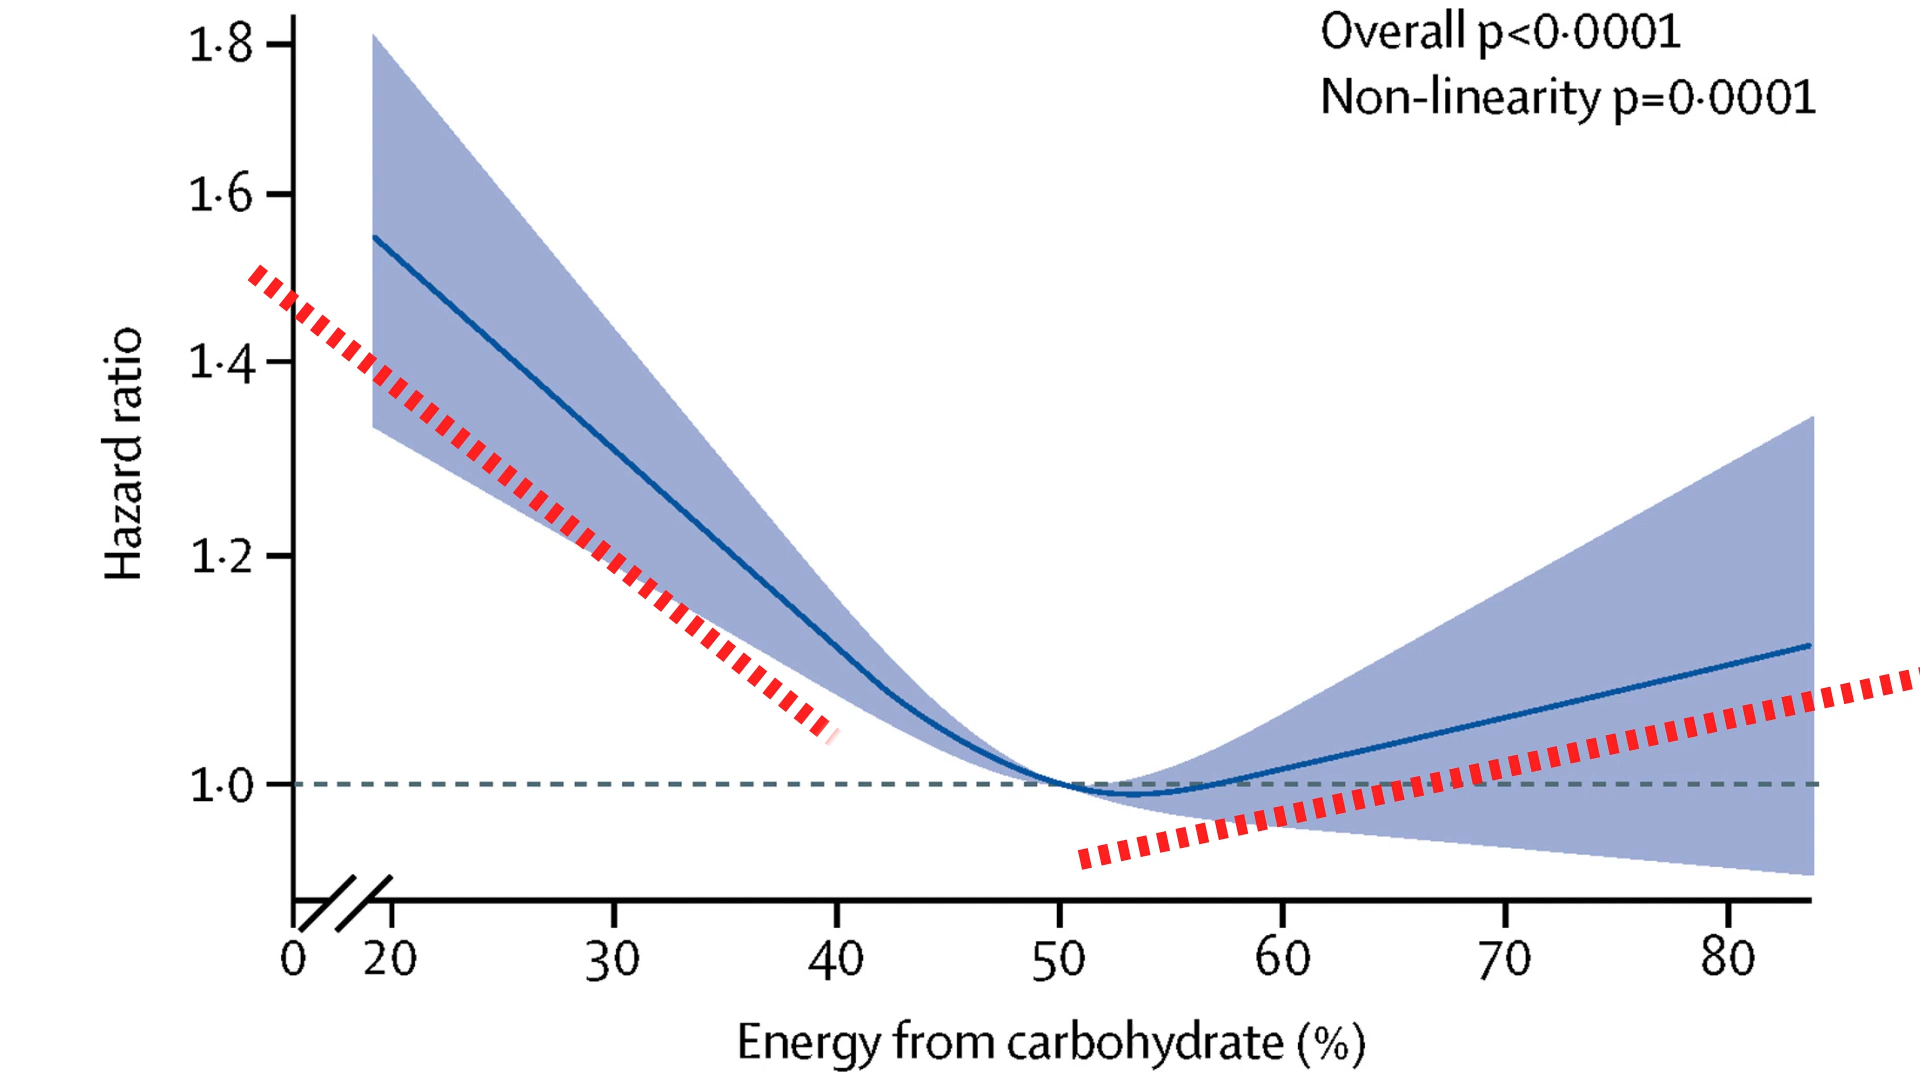 Overall p<0·0001
Non-linearity p=0·0001
1·8
1·6
1·4
1·2
1·0
Hazard ratio
0 20 30 40 50 60 70 80
Energy from carbohydrate (%)